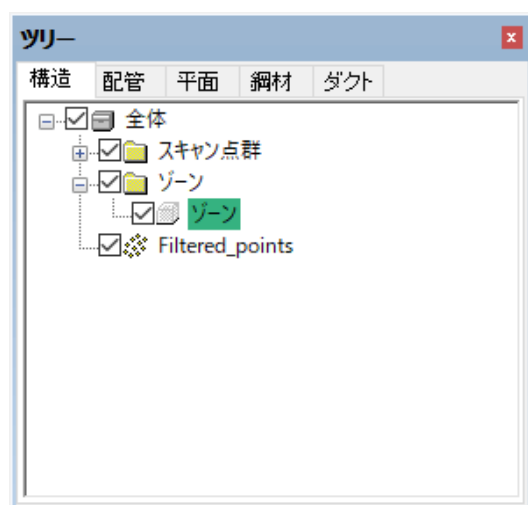 ツリー
構造 配管 平面 鋼材 ダクト
全体
スキャン点群
ゾーン
ゾーン
Filtered_points